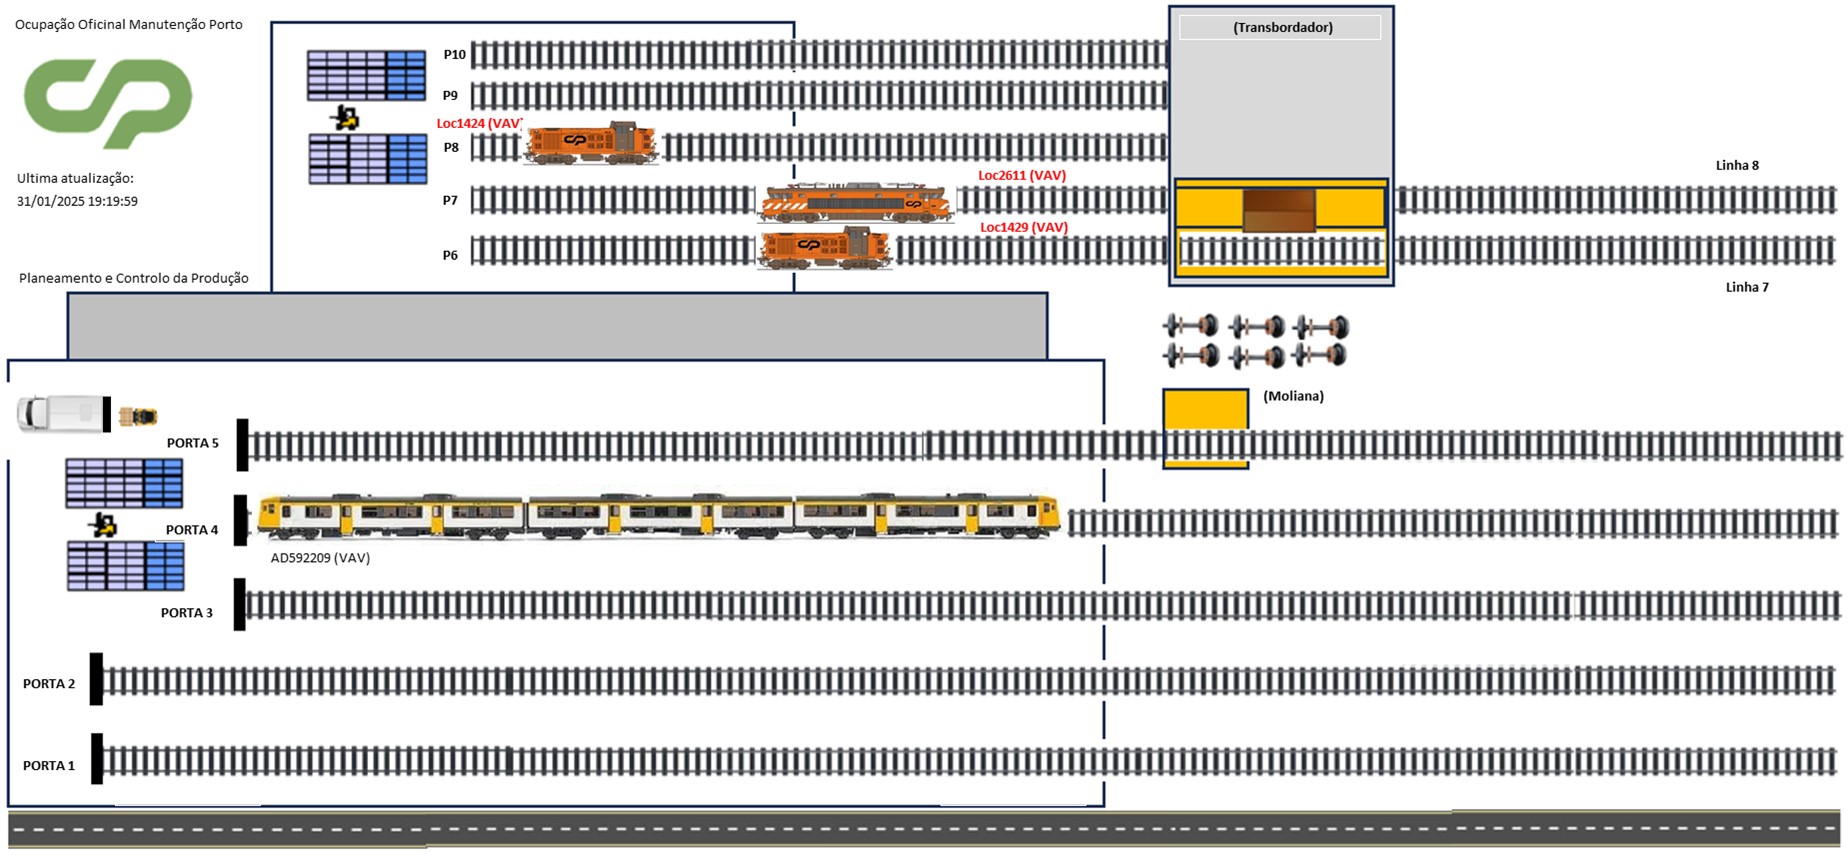 Ocupação Oficinal Manutenção Porto
Ultima atualização:
31/01/2025 19:19:59
Planeamento e Controlo da Produção
(Transbordador)
P10
P9
Loc1424 (VAV)
P8
Loc2611 (VAV)
P7
Loc1429 (VAV)
P6
Linha 8
Linha 7
(Moliana)
PORTA 5
PORTA 4
AD592209 (VAV)
PORTA 3
PORTA 2
PORTA 1